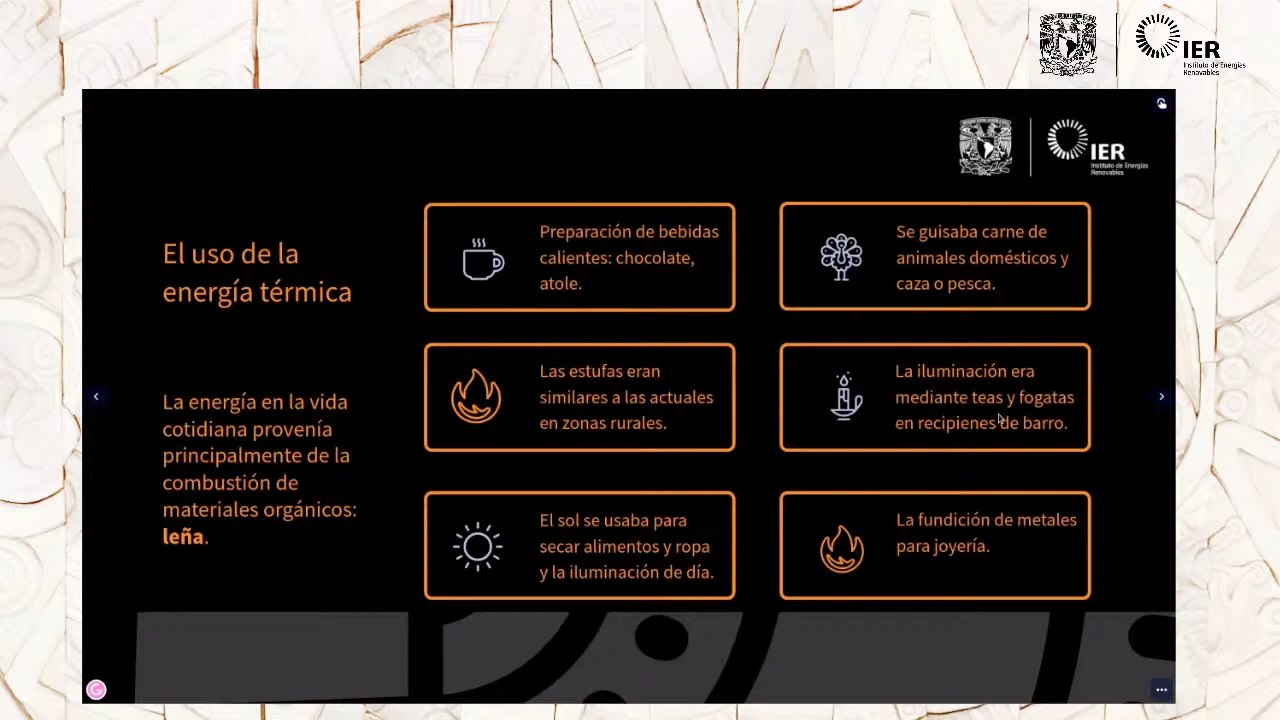 IER
Instituto de Energías
Renovables
IER
Instituto de Energías
Renovables
El uso de la
energía térmica
La energía en la vida
cotidiana provenía
principalmente de la
combustión de
materiales orgánicos:
leña.
Preparación de bebidas
calientes: chocolate,
atole.
Se guisaba carne de
animales domésticos y
caza o pesca.
Las estufas eran
similares a las actuales
en zonas rurales.
La iluminación era
mediante teas y fogatas
en recipienes de barro.
El sol se usaba para
secar alimentos y ropa
y la iluminación de día.
La fundición de metales
para joyería.